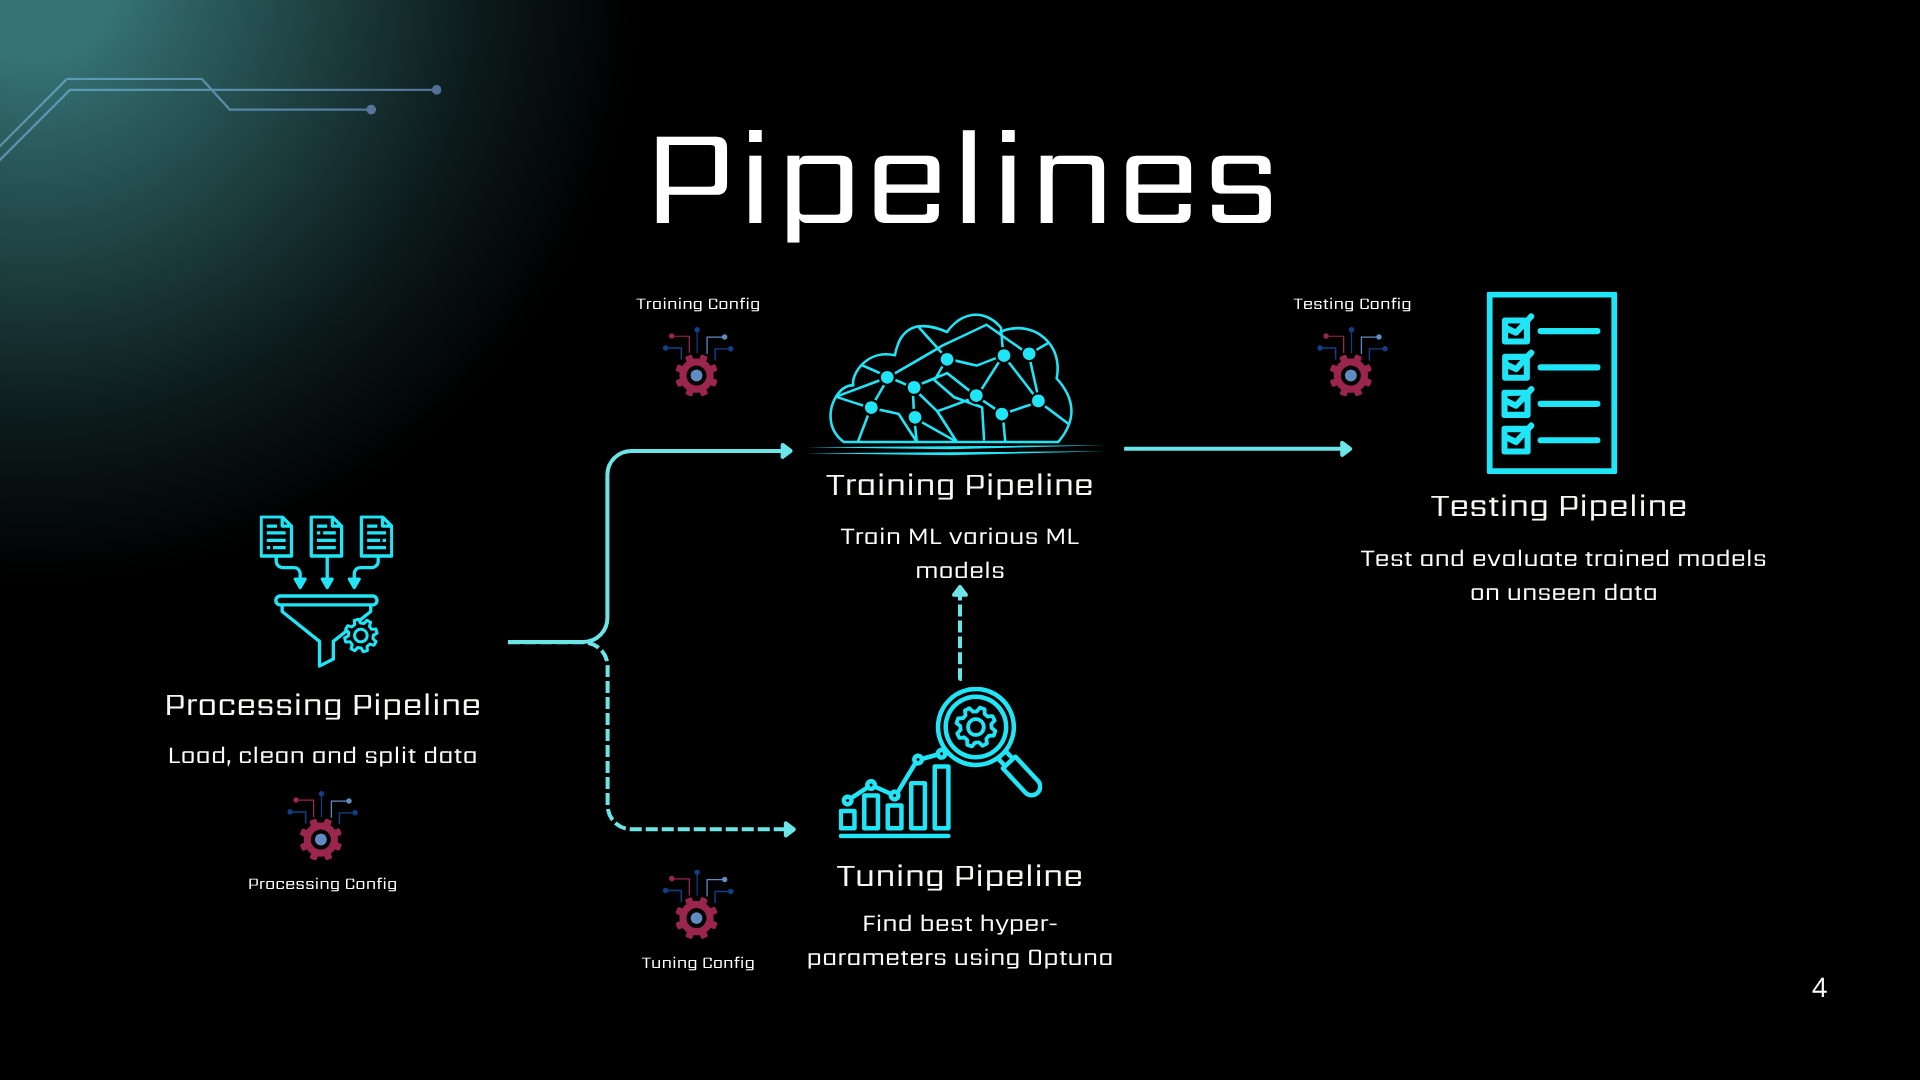 Pipelines
Training Config
Testing Config
Training Pipeline
Train ML various ML
models
Testing Pipeline
Test and evaluate trained models
on unseen data
Processing Pipeline
Load, clean and split data
Processing Config
Tuning Config
Tuning Pipeline
Find best hyper-
parameters using Optuna
4